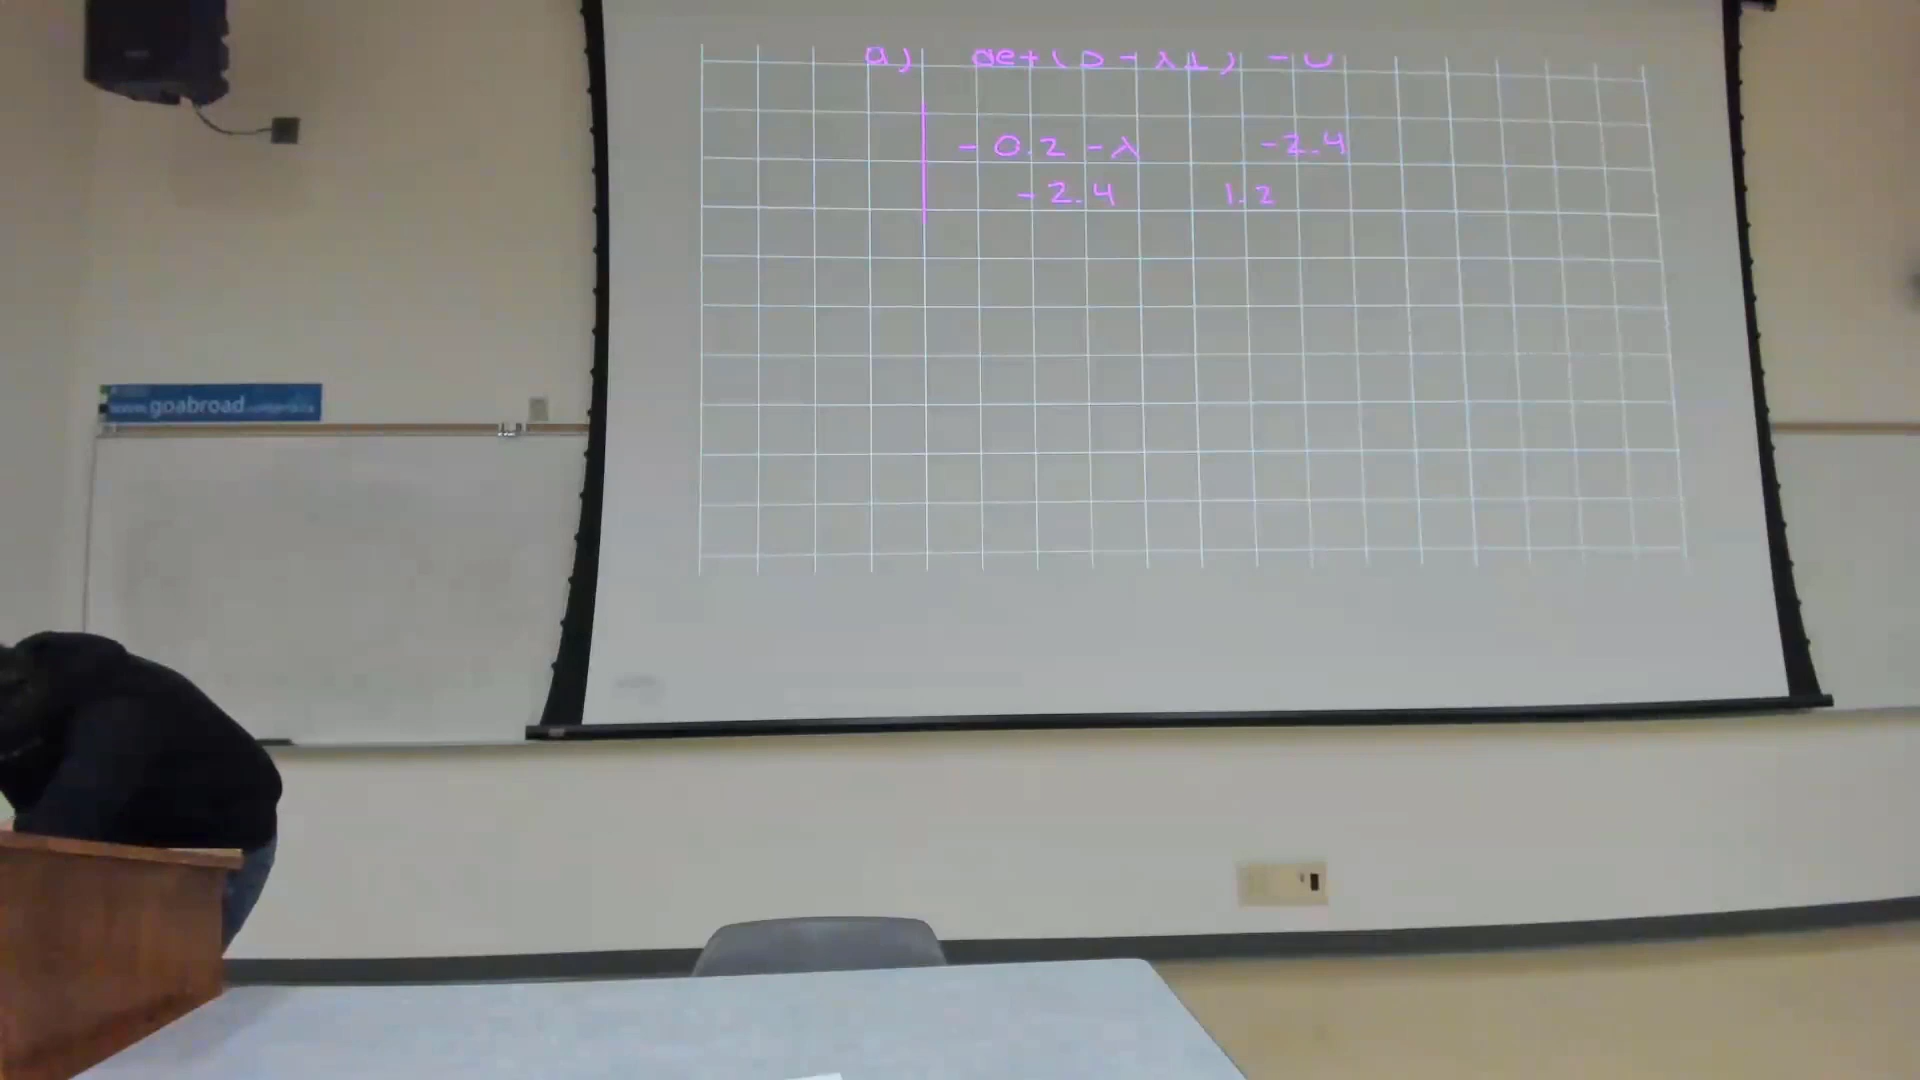 a) det(D - λI) = 0
-0.2 -λ -2.4
-2.4 1.2
www.goabroad